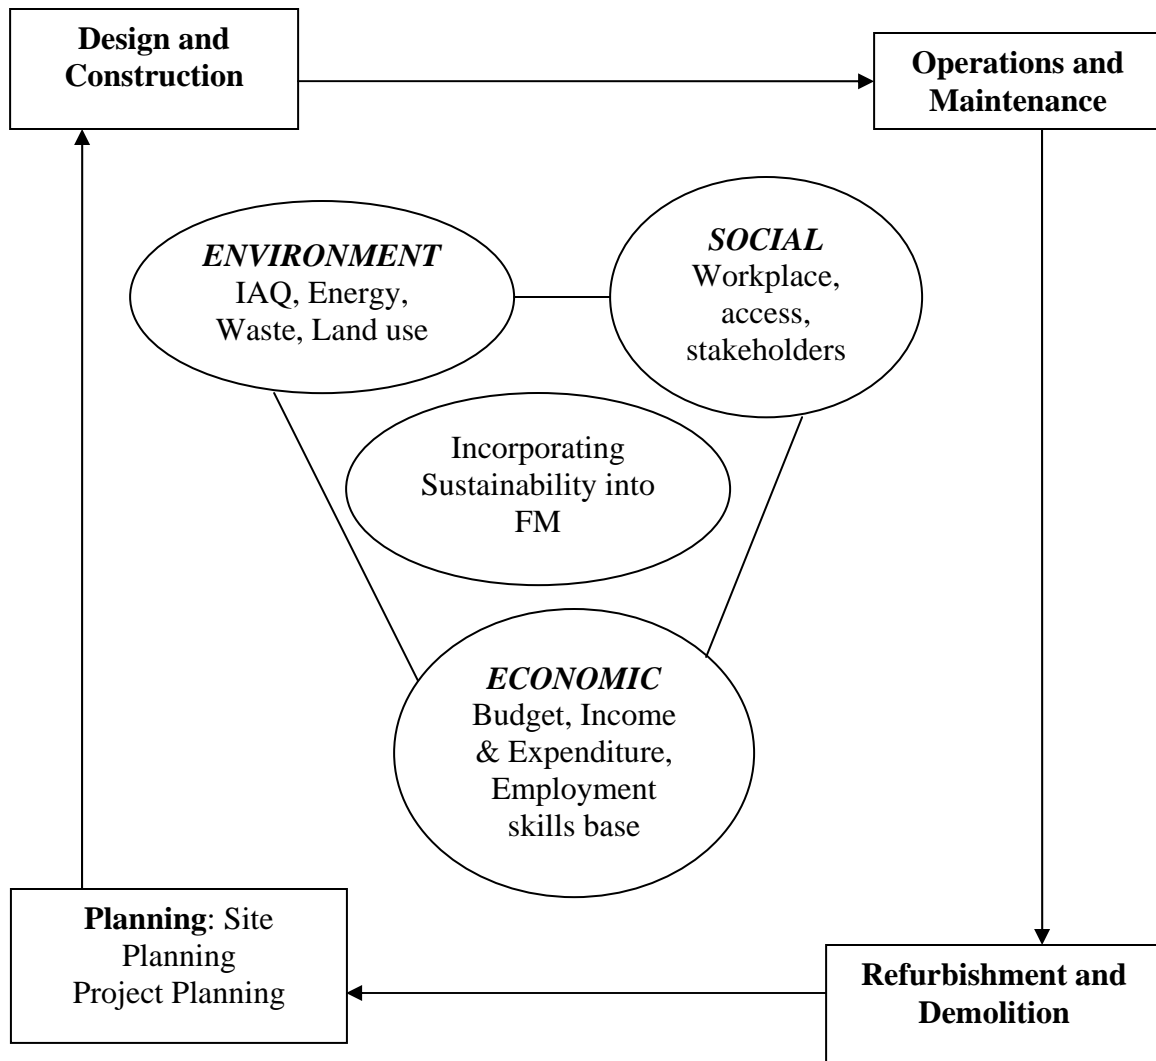 Design and
Construction
Operations and
Maintenance
ENVIRONMENT
IAQ, Energy,
Waste, Land use
SOCIAL
Workplace,
access,
stakeholders
Incorporating
Sustainability into
FM
ECONOMIC
Budget, Income
& Expenditure,
Employment
skills base
Planning: Site
Planning
Project Planning
Refurbishment and
Demolition